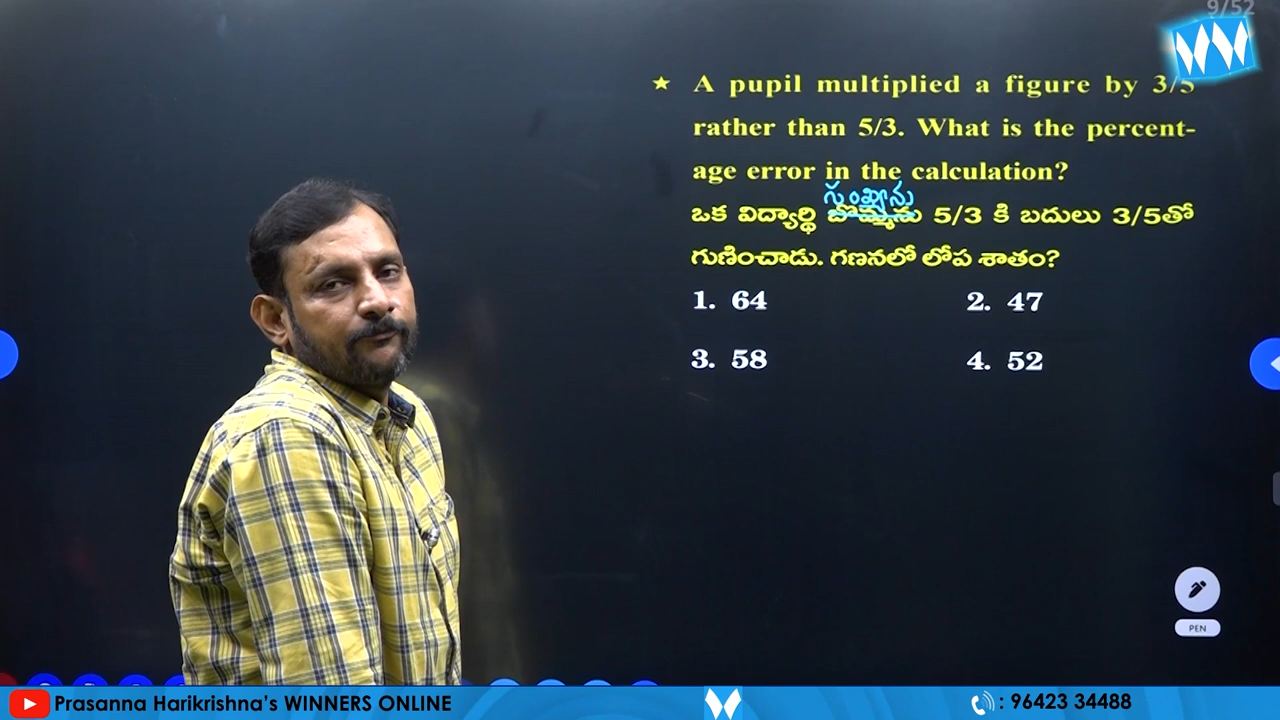 9/52
W
★ A pupil multiplied a figure by 3/5
rather than 5/3. What is the percent-
age error in the calculation?
సంఖ్యను
ఒక విద్యార్థి బొమ్మను 5/3 కి బదులు 3/5తో
గుణించాడు. గణనలో లోప శాతం?
1. 64 2. 47
3. 58 4. 52
PEN
Prasanna Harikrishna's WINNERS ONLINE : 96423 34488